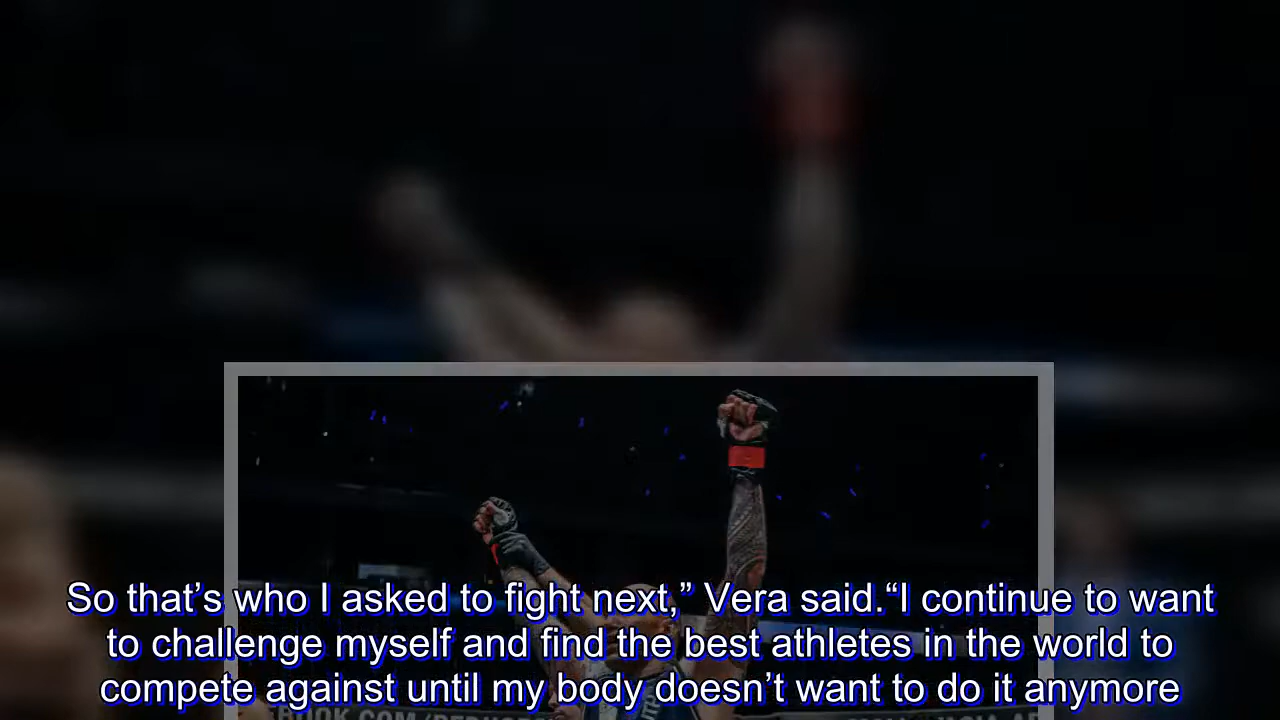 So that’s who I asked to fight next,” Vera said.“I continue to want
to challenge myself and find the best athletes in the world to
compete against until my body doesn’t want to do it anymore